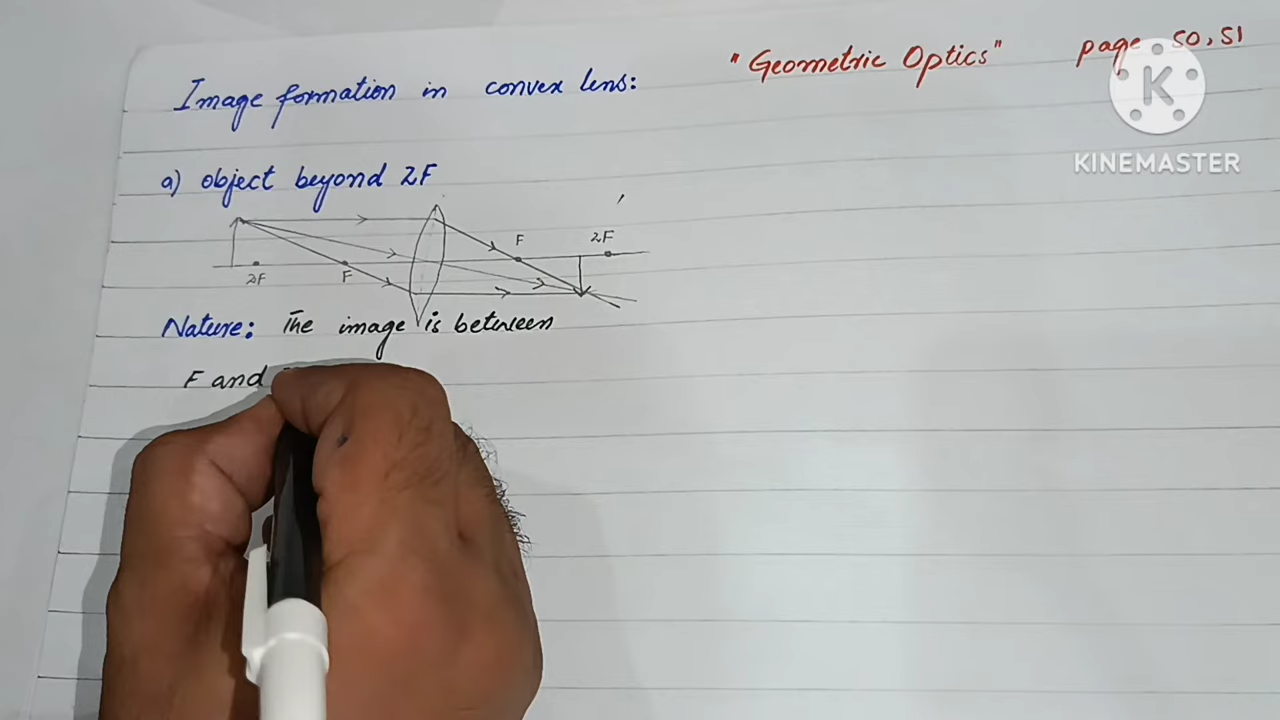 "Geometric Optics" page 50, 51
Image formation in convex lens:
KINEMASTER
a) object beyond 2F
F 2F
2F F
Nature: The image is between
F and